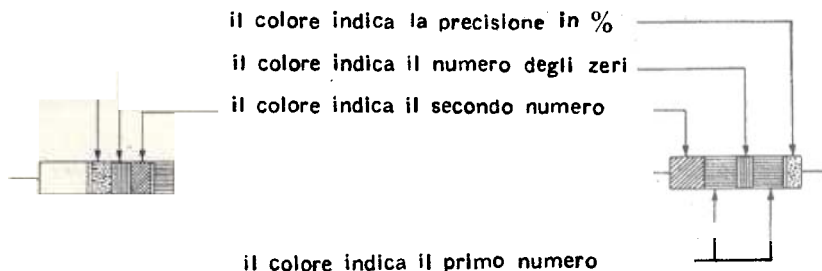 il colore indica la precisione in %
il colore indica il numero degli zeri
il colore indica il secondo numero
il colore indica il primo numero